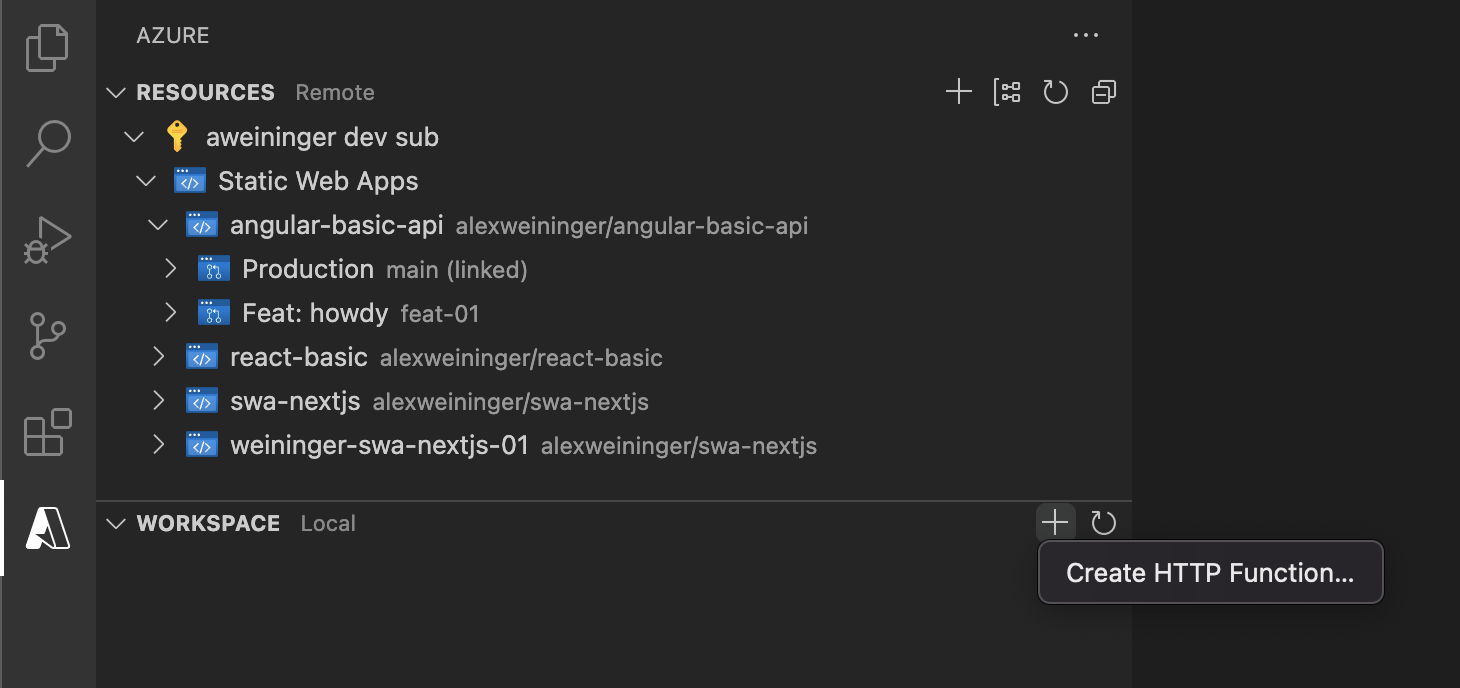 AZURE
RESOURCES Remote
aweininger dev sub
Static Web Apps
angular-basic-api alexweininger/angular-basic-api
Production main (linked)
Feat: howdy feat-01
react-basic alexweininger/react-basic
swa-nextjs alexweininger/swa-nextjs
weininger-swa-nextjs-01 alexweininger/swa-nextjs
WORKSPACE Local
Create HTTP Function...